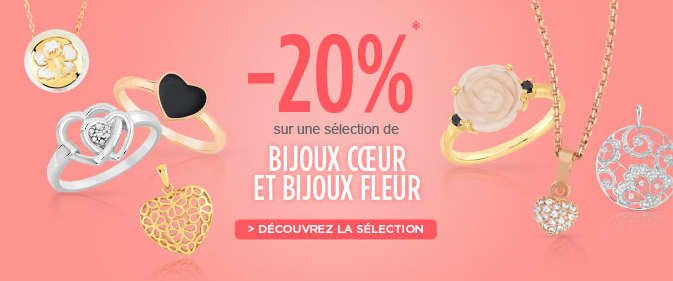 -20%*
sur une sélection de
BIJOUX CŒUR
ET BIJOUX FLEUR
> DÉCOUVREZ LA SÉLECTION